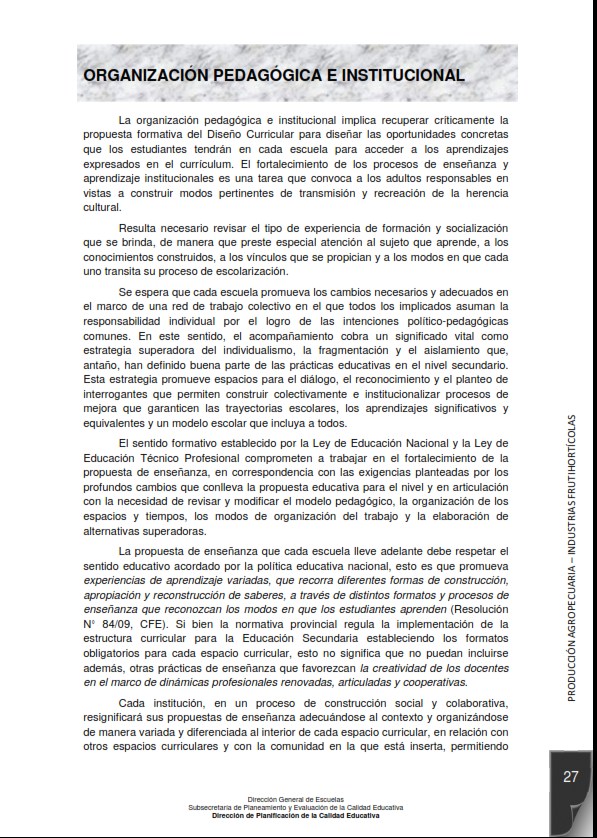 ORGANIZACIÓN PEDAGÓGICA E INSTITUCIONAL
La organización pedagógica e institucional implica recuperar críticamente la
propuesta formativa del Diseño Curricular para diseñar las oportunidades concretas
que los estudiantes tendrán en cada escuela para acceder a los aprendizajes
expresados en el currículum. El fortalecimiento de los procesos de enseñanza y
aprendizaje institucionales es una tarea que convoca a los adultos responsables en
vistas a construir modos pertinentes de transmisión y recreación de la herencia
cultural.
Resulta necesario revisar el tipo de experiencia de formación y socialización
que se brinda, de manera que preste especial atención al sujeto que aprende, a los
conocimientos construidos, a los vínculos que se propician y a los modos en que cada
uno transita su proceso de escolarización.
Se espera que cada escuela promueva los cambios necesarios y adecuados en
el marco de una red de trabajo colectivo en el que todos los implicados asuman la
responsabilidad individual por el logro de las intenciones político-pedagógicas
comunes. En este sentido, el acompañamiento cobra un significado vital como
estrategia superadora del individualismo, la fragmentación y el aislamiento que,
antaño, han definido buena parte de las prácticas educativas en el nivel secundario.
Esta estrategia promueve espacios para el diálogo, el reconocimiento y el planteo de
interrogantes que permiten construir colectivamente e institucionalizar procesos de
mejora que garanticen las trayectorias escolares, los aprendizajes significativos y
equivalentes y un modelo escolar que incluya a todos.
El sentido formativo establecido por la Ley de Educación Nacional y la Ley de
Educación Técnico Profesional comprometen a trabajar en el fortalecimiento de la
propuesta de enseñanza, en correspondencia con las exigencias planteadas por los
profundos cambios que conlleva la propuesta educativa para el nivel y en articulación
con la necesidad de revisar y modificar el modelo pedagógico, la organización de los
espacios y tiempos, los modos de organización del trabajo y la elaboración de
alternativas superadoras.
La propuesta de enseñanza que cada escuela lleve adelante debe respetar el
sentido educativo acordado por la política educativa nacional, esto es que promueva
experiencias de aprendizaje variadas, que recorra diferentes formas de construcción,
apropiación y reconstrucción de saberes, a través de distintos formatos y procesos de
enseñanza que reconozcan los modos en que los estudiantes aprenden (Resolución
N° 84/09, CFE). Si bien la normativa provincial regula la implementación de la
estructura curricular para la Educación Secundaria estableciendo los formatos
obligatorios para cada espacio curricular, esto no significa que no puedan incluirse
además, otras prácticas de enseñanza que favorezcan la creatividad de los docentes
en el marco de dinámicas profesionales renovadas, articuladas y cooperativas.
Cada institución, en un proceso de construcción social y colaborativa,
resignificará sus propuestas de enseñanza adecuándose al contexto y organizándose
de manera variada y diferenciada al interior de cada espacio curricular, en relación con
otros espacios curriculares y con la comunidad en la que está inserta, permitiendo
PRODUCCIÓN AGROPECUARIA – INDUSTRIAS FRUTIHORTÍCOLAS
27
Dirección General de Escuelas
Subsecretaría de Planeamiento y Evaluación de la Calidad Educativa
Dirección de Planificación de la Calidad Educativa